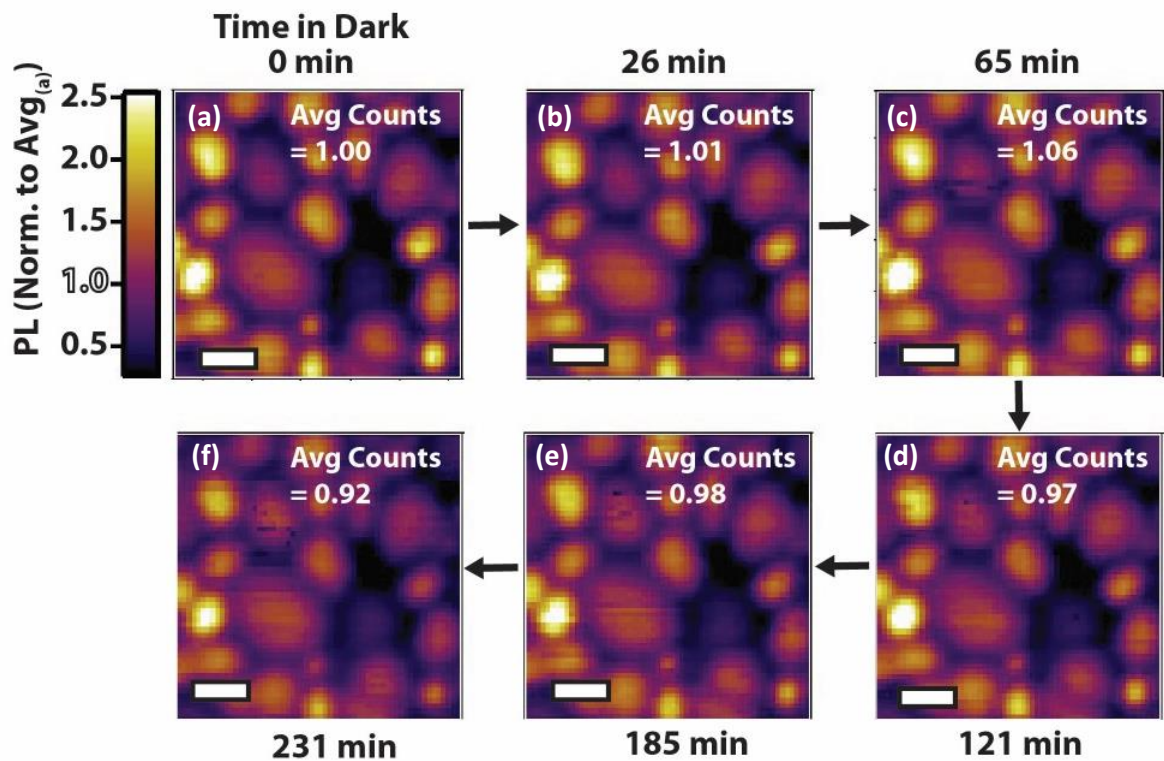 Time in Dark
0 min
26 min
65 min
PL (Norm. to Avg(a))
2.5
2.0
1.5
1.0
0.5
(a)
Avg Counts
= 1.00
(b)
Avg Counts
= 1.01
(c)
Avg Counts
= 1.06
(f)
Avg Counts
= 0.92
(e)
Avg Counts
= 0.98
(d)
Avg Counts
= 0.97
231 min
185 min
121 min